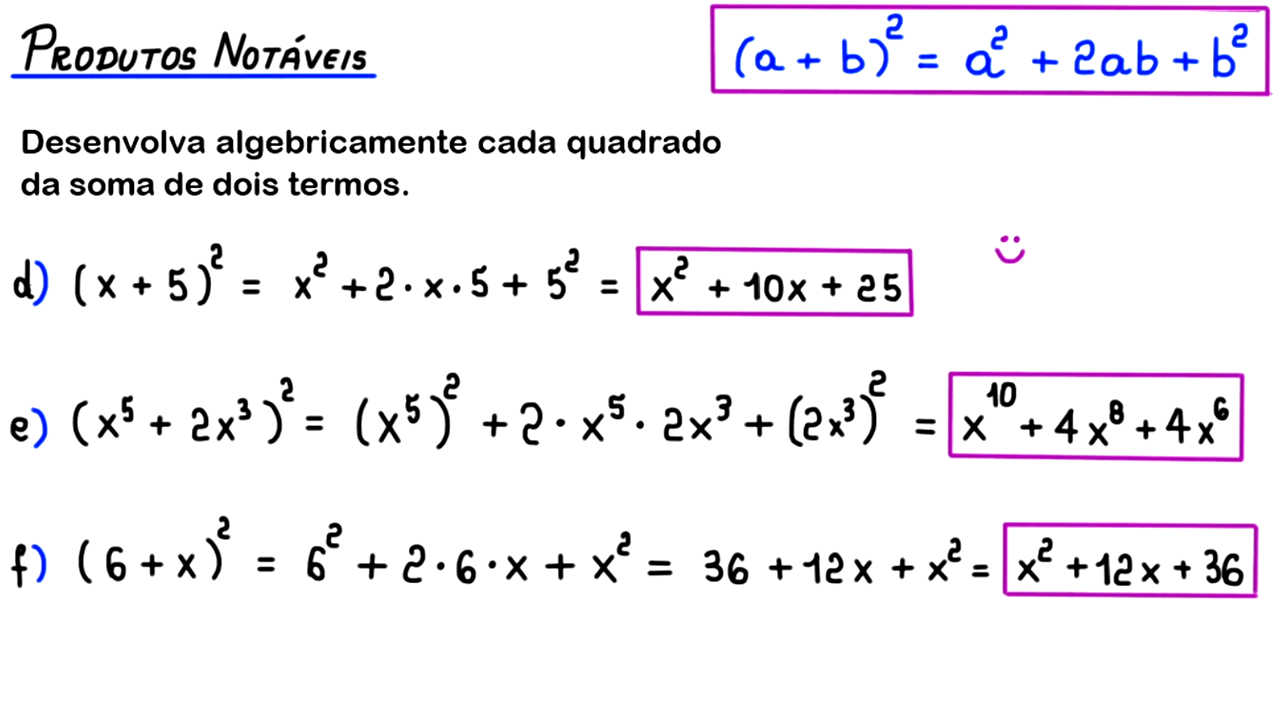 PRODUTOS NOTÁVEIS
(a + b)² = a² + 2ab + b²
Desenvolva algebricamente cada quadrado
da soma de dois termos.
d) (x + 5)² = x² + 2 · x · 5 + 5² = x² + 10x + 25
e) (x⁵ + 2x³)² = (x⁵)² + 2 · x⁵ · 2x³ + (2x³)² = x¹⁰ + 4x⁸ + 4x⁶
f) (6 + x)² = 6² + 2 · 6 · x + x² = 36 + 12x + x² = x² + 12x + 36